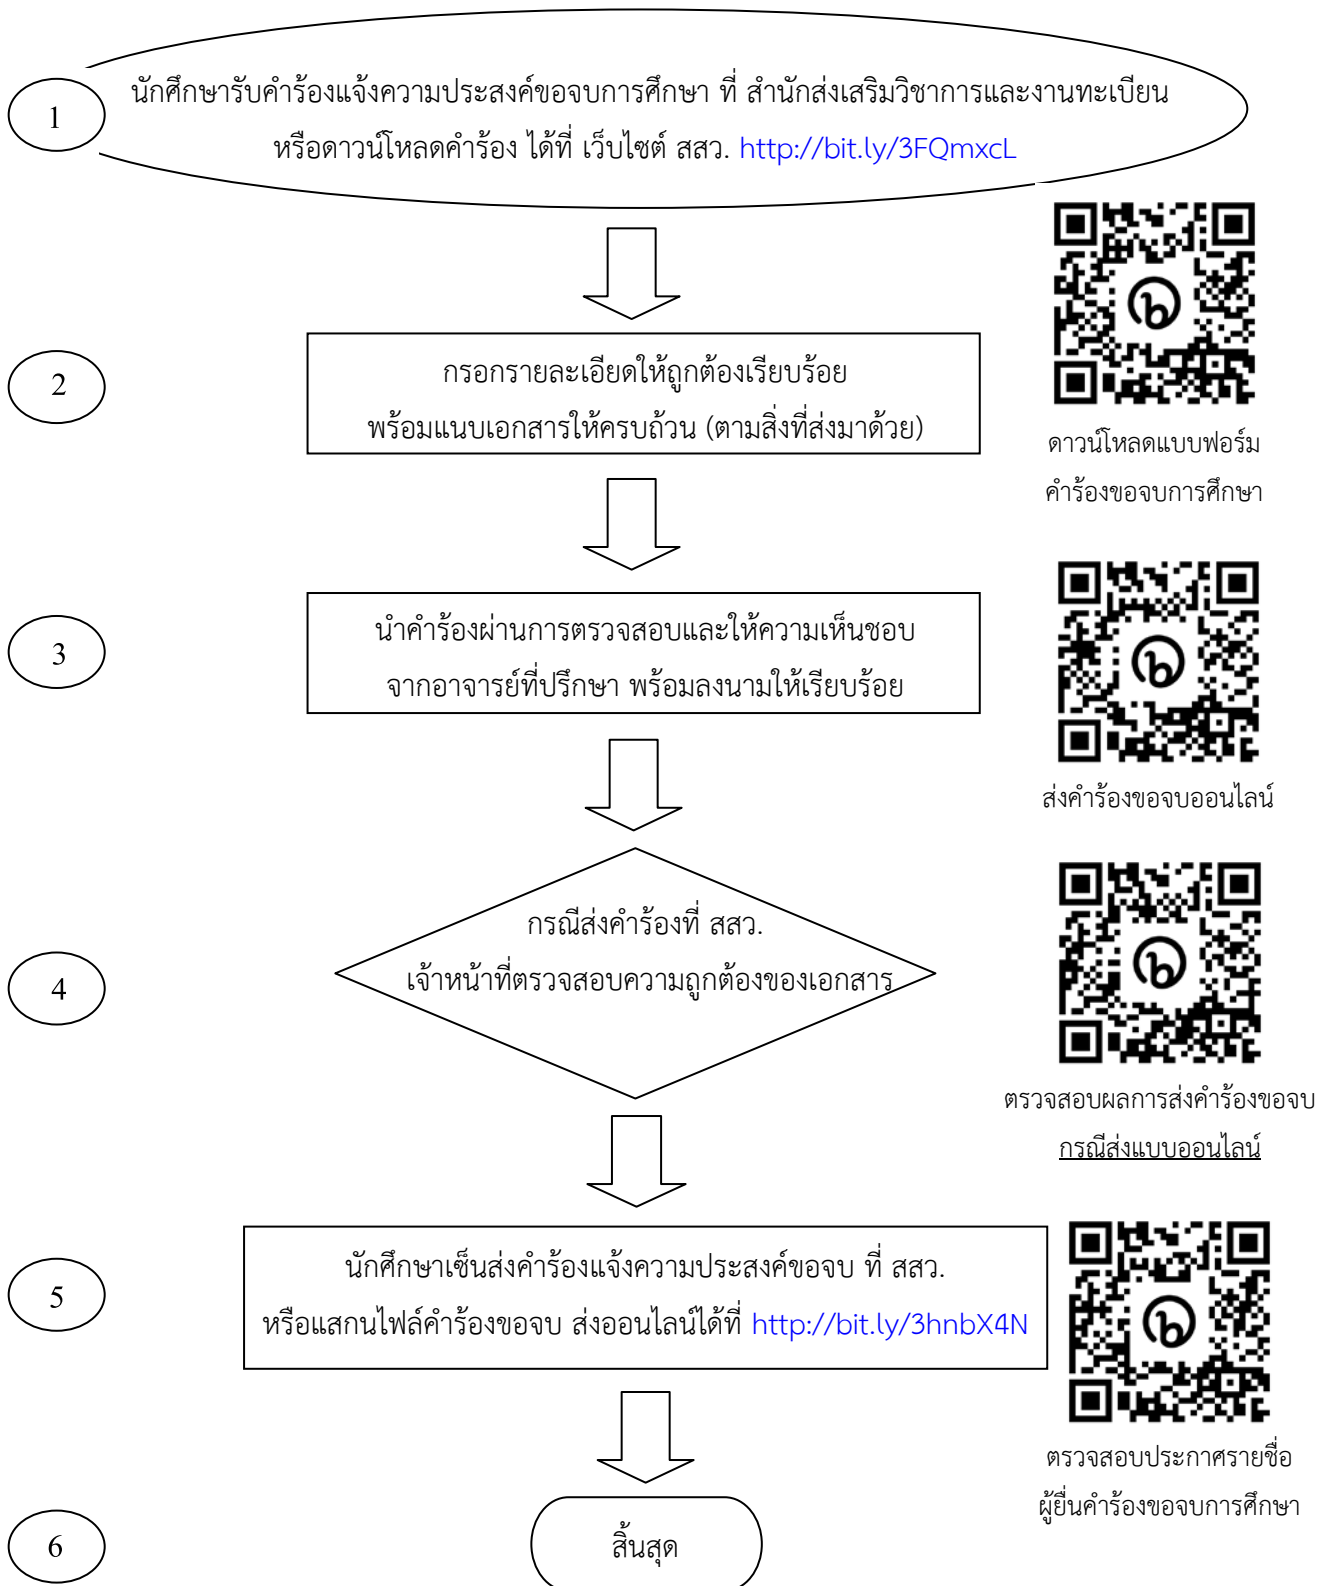 1
นักศึกษารับคำร้องแจ้งความประสงค์ขอจบการศึกษา ที่ สำนักส่งเสริมวิชาการและงานทะเบียน
หรือดาวน์โหลดคำร้อง ได้ที่ เว็บไซต์ สสว. http://bit.ly/3FQmxcL
2
กรอกรายละเอียดให้ถูกต้องเรียบร้อย
พร้อมแนบเอกสารให้ครบถ้วน (ตามสิ่งที่ส่งมาด้วย)
ดาวน์โหลดแบบฟอร์ม
คำร้องขอจบการศึกษา
3
นำคำร้องผ่านการตรวจสอบและให้ความเห็นชอบ
จากอาจารย์ที่ปรึกษา พร้อมลงนามให้เรียบร้อย
ส่งคำร้องขอจบออนไลน์
4
กรณีส่งคำร้องที่ สสว.
เจ้าหน้าที่ตรวจสอบความถูกต้องของเอกสาร
ตรวจสอบผลการส่งคำร้องขอจบ
กรณีส่งแบบออนไลน์
5
นักศึกษาเซ็นส่งคำร้องแจ้งความประสงค์ขอจบ ที่ สสว.
หรือแสกนไฟล์คำร้องขอจบ ส่งออนไลน์ได้ที่ http://bit.ly/3hnbX4N
ตรวจสอบประกาศรายชื่อ
ผู้ยื่นคำร้องขอจบการศึกษา
6
สิ้นสุด